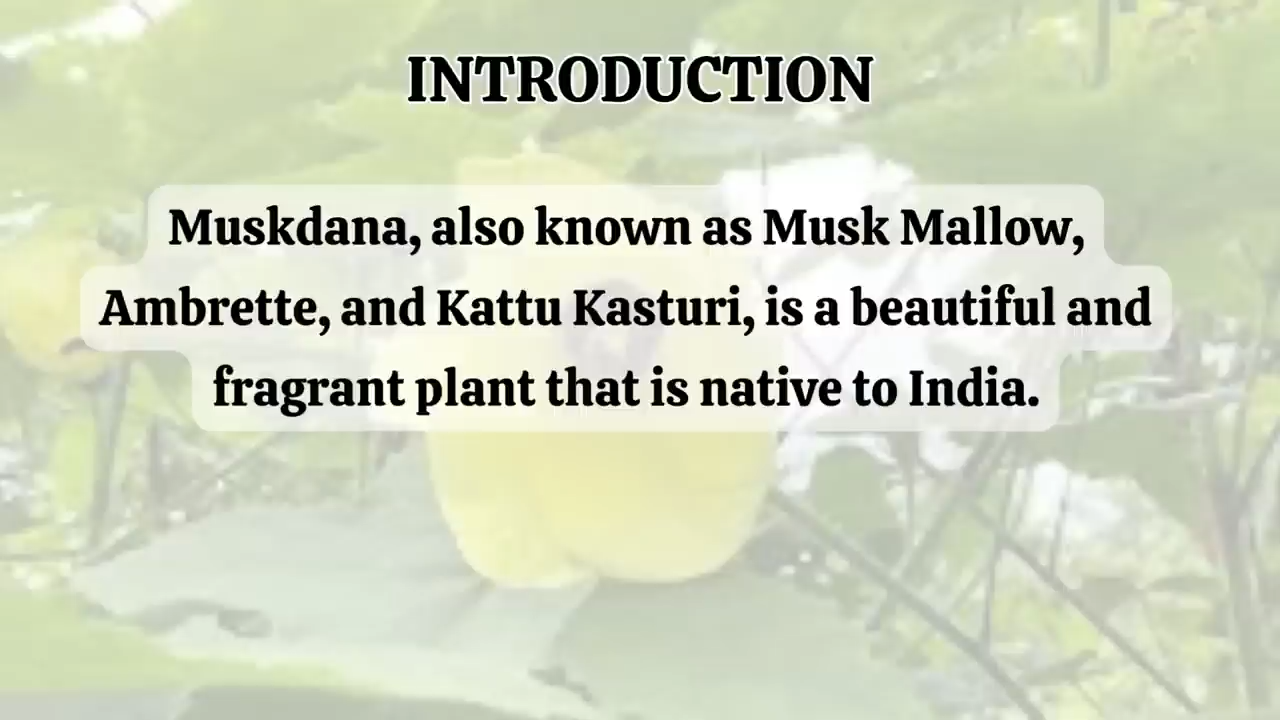 INTRODUCTION
Muskdana, also known as Musk Mallow,
Ambrette, and Kattu Kasturi, is a beautiful and
fragrant plant that is native to India.